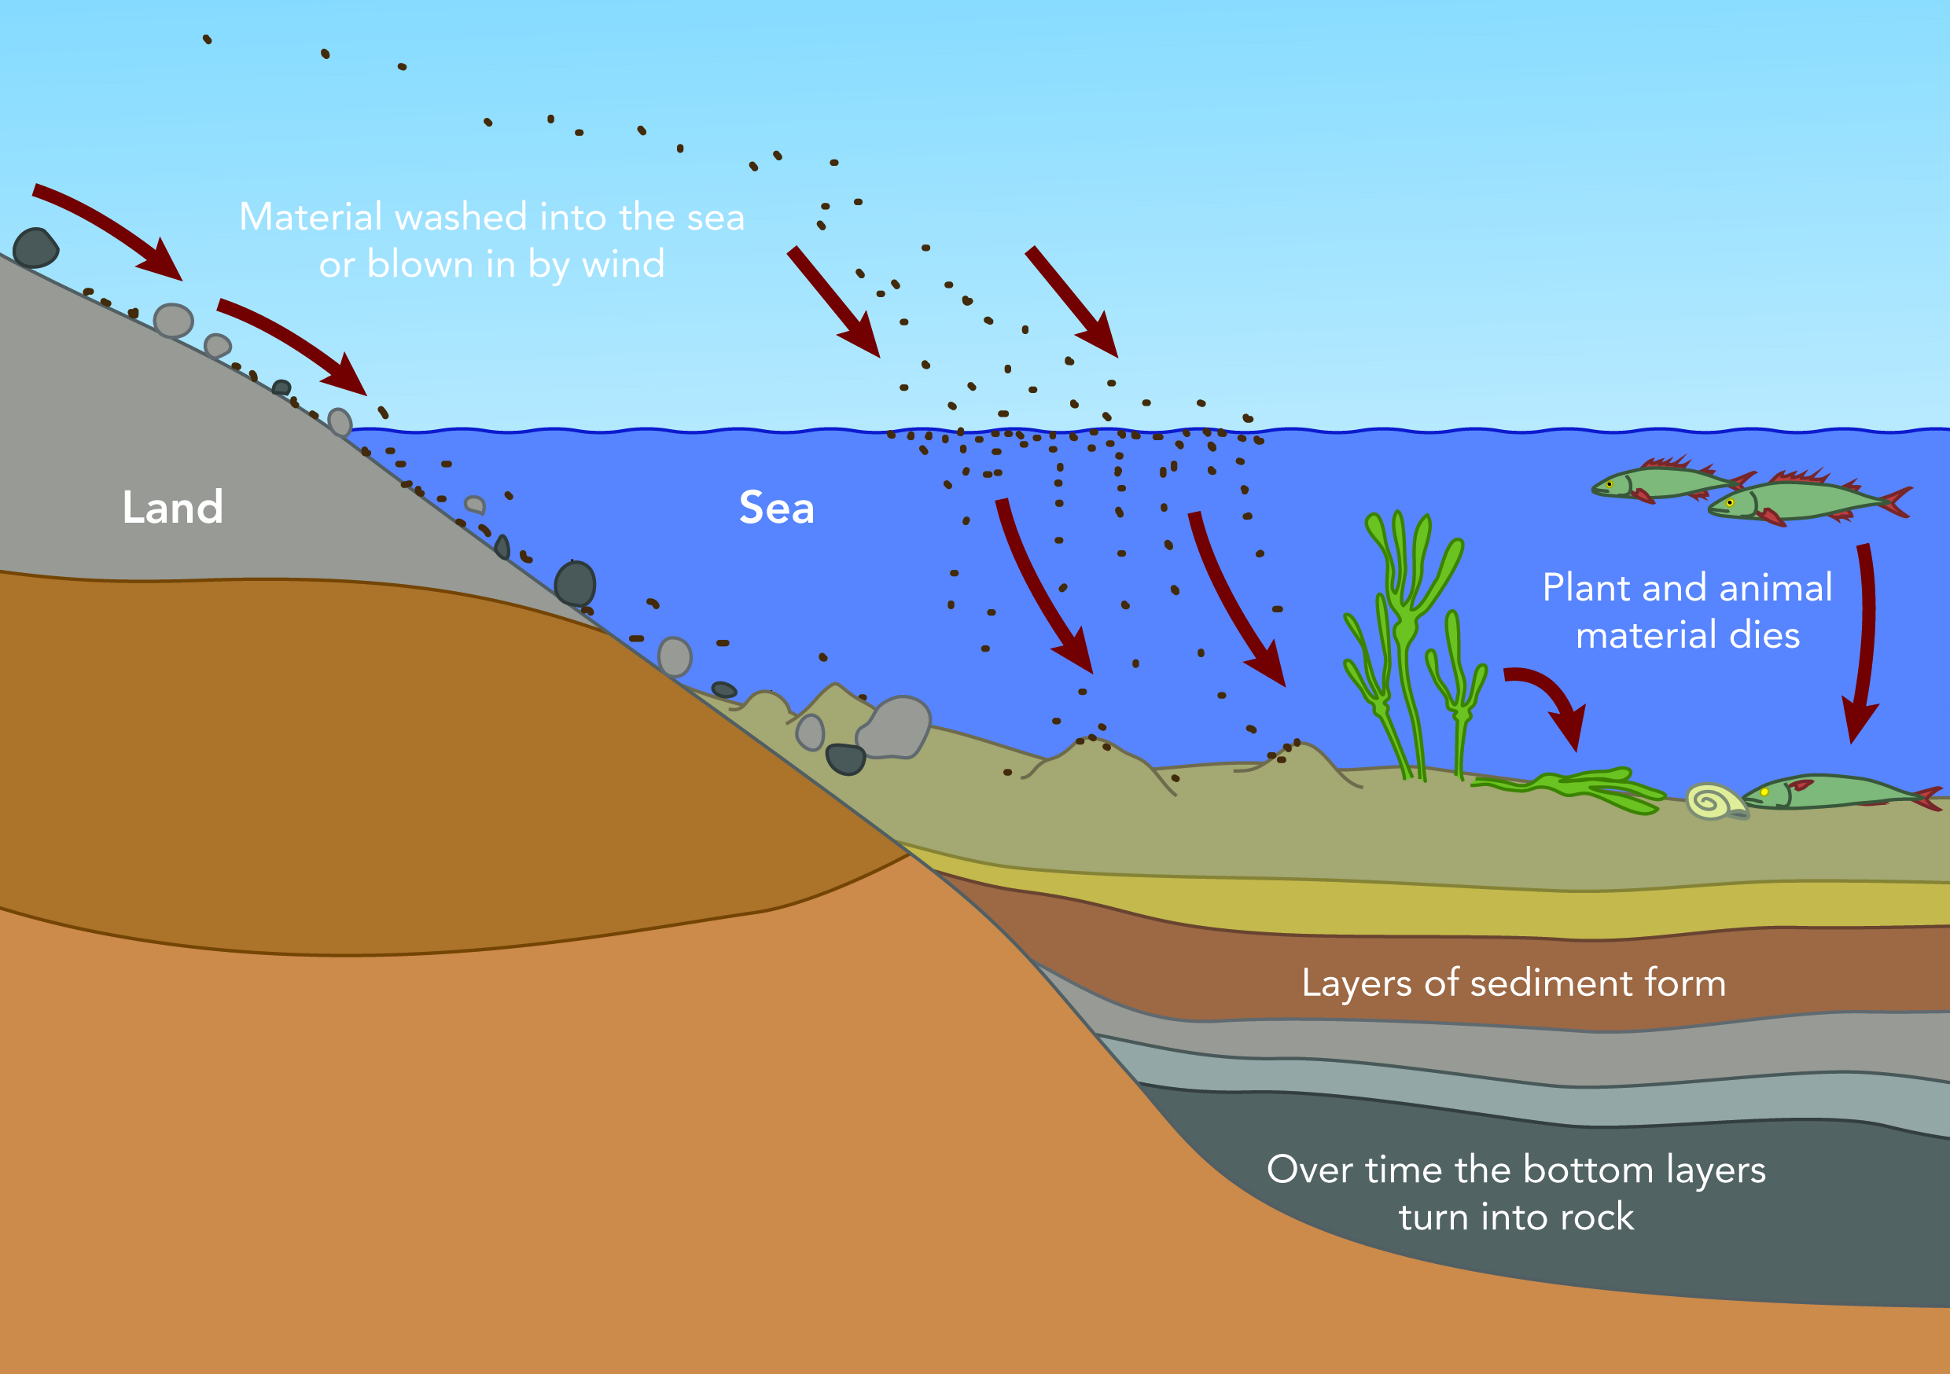 Material washed into the sea
or blown in by wind
Land
Sea
Plant and animal
material dies
Layers of sediment form
Over time the bottom layers
turn into rock